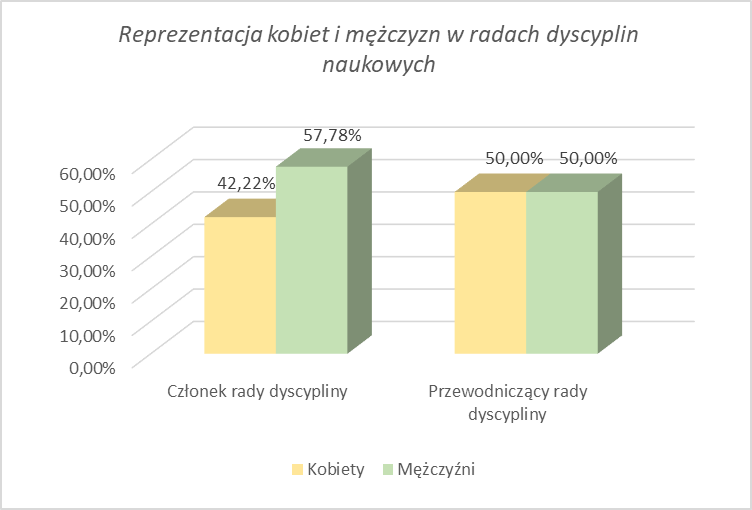 Reprezentacja kobiet i mężczyzn w radach dyscyplin
naukowych
57,78%
42,22%
50,00% 50,00%
60,00%
50,00%
40,00%
30,00%
20,00%
10,00%
0,00%
Członek rady dyscypliny
Przewodniczący rady
dyscypliny
Kobiety Mężczyźni